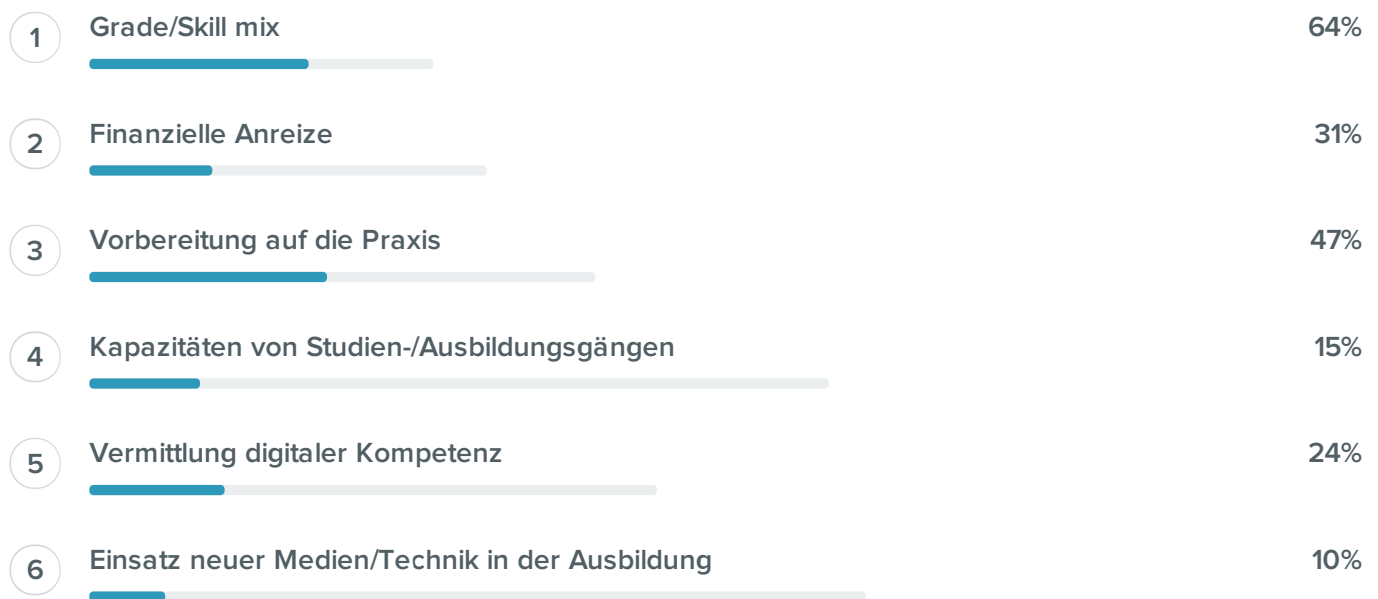 1 Grade/Skill mix 64%
2 Finanzielle Anreize 31%
3 Vorbereitung auf die Praxis 47%
4 Kapazitäten von Studien-/Ausbildungsgängen 15%
5 Vermittlung digitaler Kompetenz 24%
6 Einsatz neuer Medien/Technik in der Ausbildung 10%